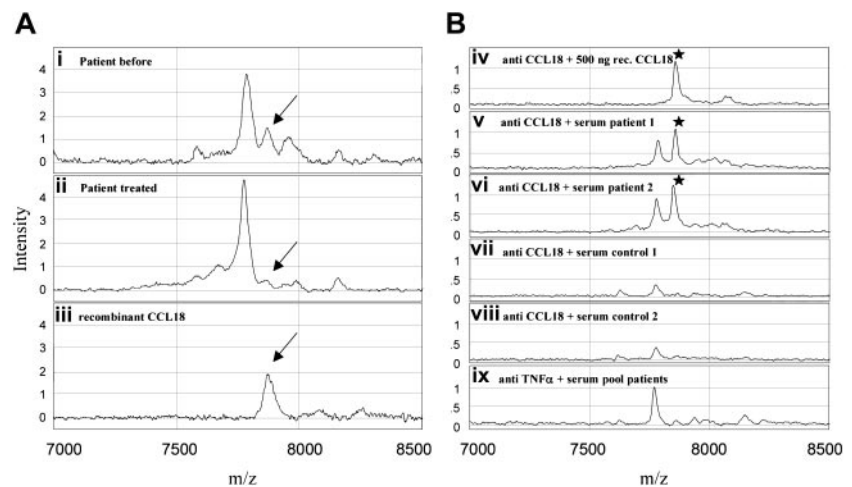 A
B
i Patient before
4
3
2
1
0
ii Patient treated
4
3
2
1
0
iii recombinant CCL18
4
3
2
1
0
Intensity
7000 7500 8000 8500
m/z
iv anti CCL18 + 500 ng rec. CCL18
1
.5
0
v anti CCL18 + serum patient 1
1
.5
0
vi anti CCL18 + serum patient 2
1
.5
0
vii anti CCL18 + serum control 1
1
.5
0
viii anti CCL18 + serum control 2
1
.5
0
ix anti TNFα + serum pool patients
1
.5
0
7000 7500 8000 8500
m/z